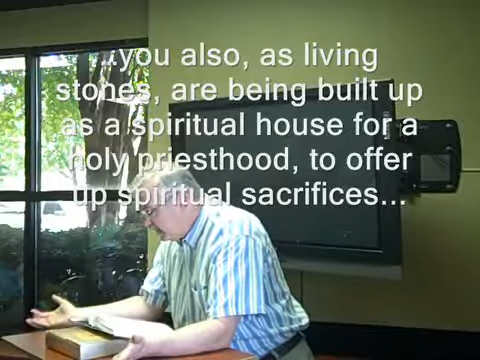 ...you also, as living
stones, are being built up
as a spiritual house for a
holy priesthood, to offer
up spiritual sacrifices...